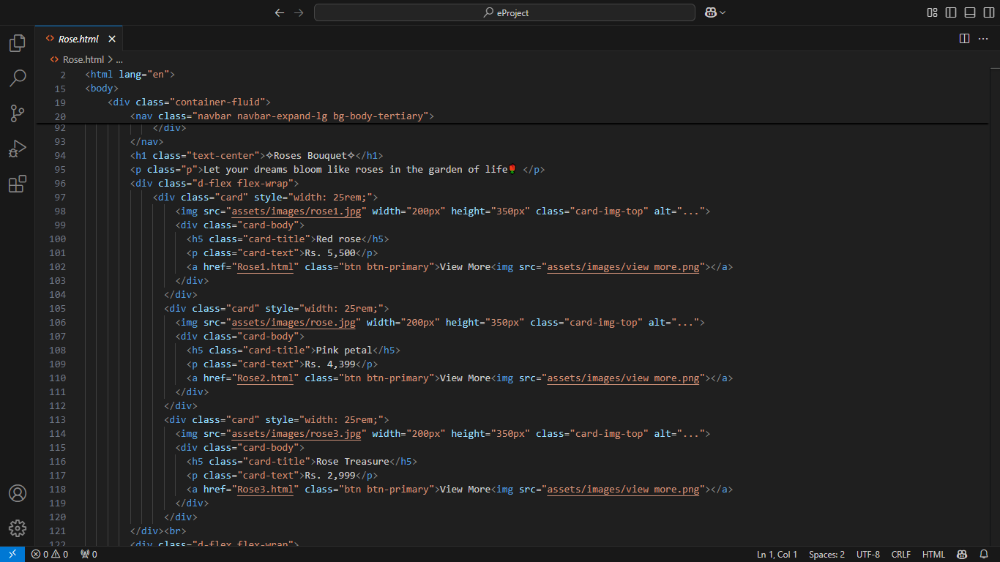 eProject
Rose.html
Rose.html > ...
2 <html lang="en">
15 <body>
19 <div class="container-fluid">
20 <nav class="navbar navbar-expand-lg bg-body-tertiary">
92 </div>
93 </nav>
94 <h1 class="text-center">✧Roses Bouquet✧</h1>
95 <p class="p">Let your dreams bloom like roses in the garden of life🌹 </p>
96 <div class="d-flex flex-wrap">
97 <div class="card" style="width: 25rem;">
98 <img src="assets/images/rose1.jpg" width="200px" height="350px" class="card-img-top" alt="...">
99 <div class="card-body">
100 <h5 class="card-title">Red rose</h5>
101 <p class="card-text">Rs. 5,500</p>
102 <a href="Rose1.html" class="btn btn-primary">View More<img src="assets/images/view more.png"></a>
103 </div>
104 </div>
105 <div class="card" style="width: 25rem;">
106 <img src="assets/images/rose.jpg" width="200px" height="350px" class="card-img-top" alt="...">
107 <div class="card-body">
108 <h5 class="card-title">Pink petal</h5>
109 <p class="card-text">Rs. 4,399</p>
110 <a href="Rose2.html" class="btn btn-primary">View More<img src="assets/images/view more.png"></a>
111 </div>
112 </div>
113 <div class="card" style="width: 25rem;">
114 <img src="assets/images/rose3.jpg" width="200px" height="350px" class="card-img-top" alt="...">
115 <div class="card-body">
116 <h5 class="card-title">Rose Treasure</h5>
117 <p class="card-text">Rs. 2,999</p>
118 <a href="Rose3.html" class="btn btn-primary">View More<img src="assets/images/view more.png"></a>
119 </div>
120 </div>
121 </div><br>
122 <div class="d-flex flex-wrap">
0 0 0 Ln 1, Col 1 Spaces: 2 UTF-8 CRLF HTML